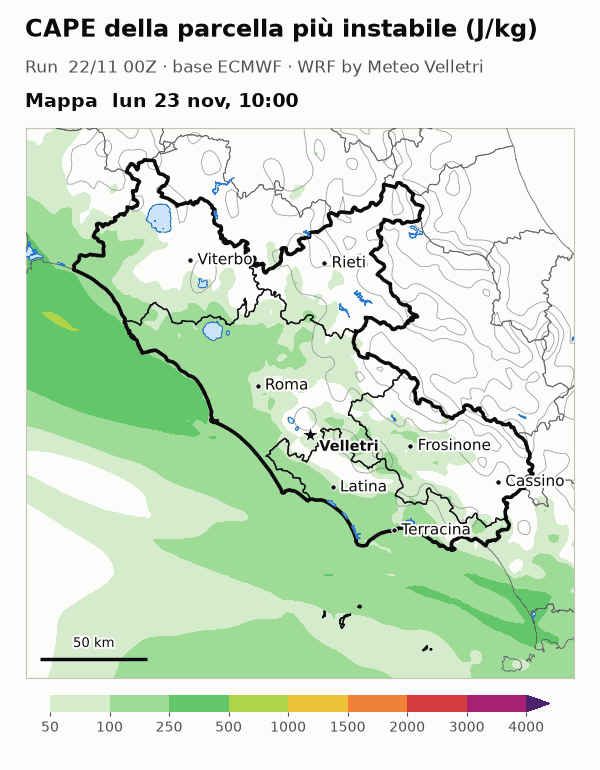 CAPE della parcella più instabile (J/kg)
Run 22/11 00Z · base ECMWF · WRF by Meteo Velletri
Mappa lun 23 nov, 10:00
Viterbo
Rieti
Roma
Velletri
Frosinone
Cassino
Latina
Terracina
50 km
50 100 250 500 1000 1500 2000 3000 4000